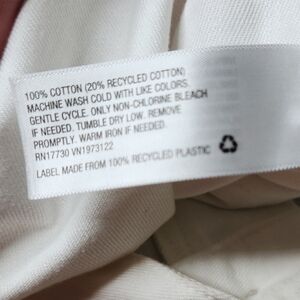 100% COTTON (20% RECYCLED COTTON)
MACHINE WASH COLD WITH LIKE COLORS,
GENTLE CYCLE. ONLY NON-CHLORINE BLEACH
IF NEEDED. TUMBLE DRY LOW. REMOVE
PROMPTLY. WARM IRON IF NEEDED.
RN17730 VN1973122
LABEL MADE FROM 100% RECYCLED PLASTIC